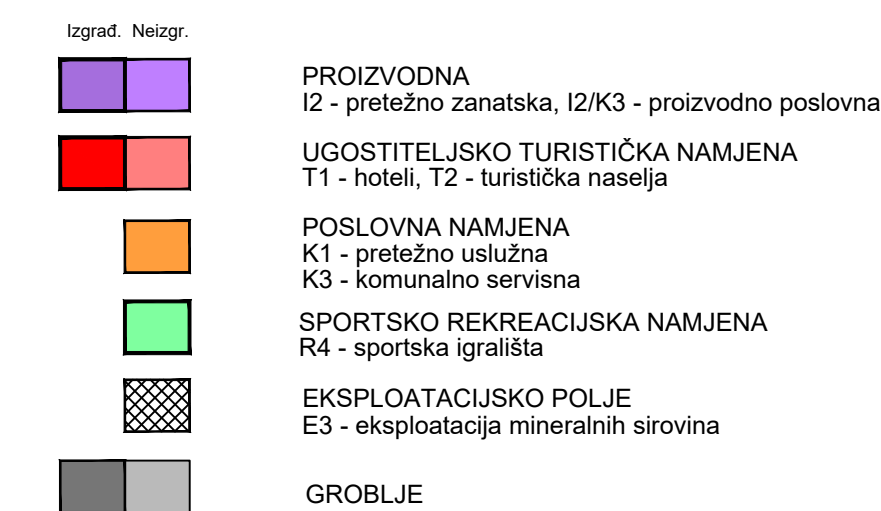 Izgrađ. Neizgr.
PROIZVODNA
I2 - pretežno zanatska, I2/K3 - proizvodno poslovna
UGOSTITELJSKO TURISTIČKA NAMJENA
T1 - hoteli, T2 - turistička naselja
POSLOVNA NAMJENA
K1 - pretežno uslužna
K3 - komunalno servisna
SPORTSKO REKREACIJSKA NAMJENA
R4 - sportska igrališta
EKSPLOATACIJSKO POLJE
E3 - eksploatacija mineralnih sirovina
GROBLJE